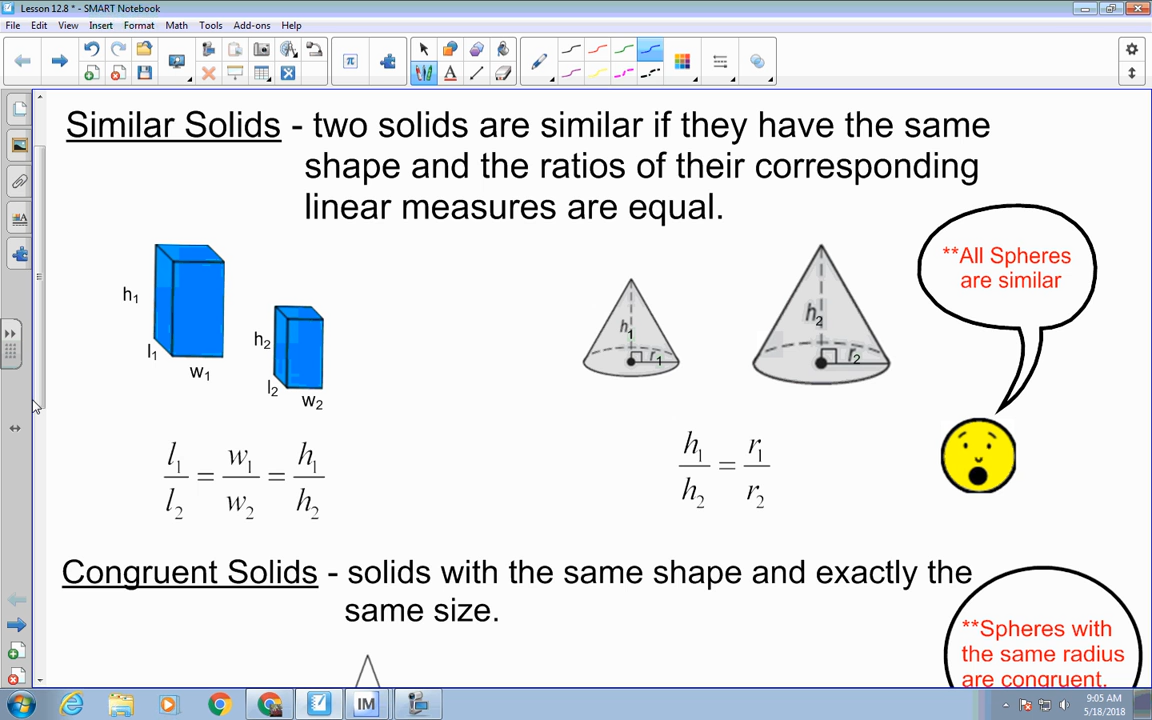 Lesson 12.8 * - SMART Notebook
File Edit View Insert Format Math Tools Add-ons Help
Similar Solids - two solids are similar if they have the same
shape and the ratios of their corresponding
linear measures are equal.
**All Spheres
are similar
h1
l1
w1
h2
l2
w2
h1
r1
h2
r2
l1/l2 = w1/w2 = h1/h2
h1/h2 = r1/r2
Congruent Solids - solids with the same shape and exactly the
same size.
**Spheres with
the same radius
are congruent.
IM
9:05 AM
5/18/2018